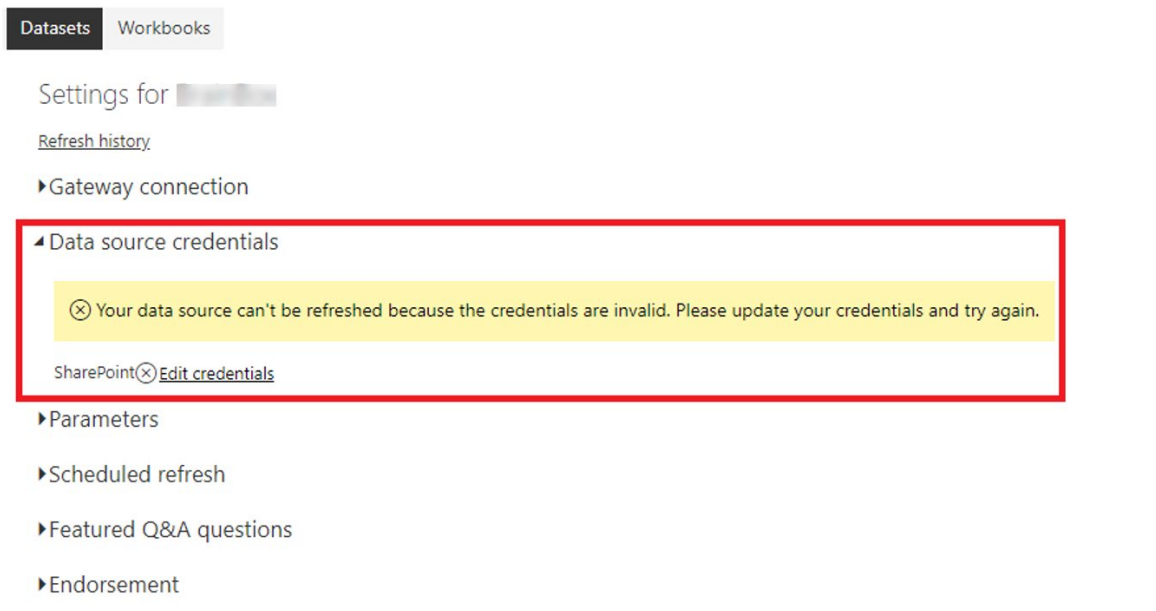 Datasets Workbooks
Settings for
Refresh history
Gateway connection
Data source credentials
Your data source can't be refreshed because the credentials are invalid. Please update your credentials and try again.
SharePoint Edit credentials
Parameters
Scheduled refresh
Featured Q&A questions
Endorsement